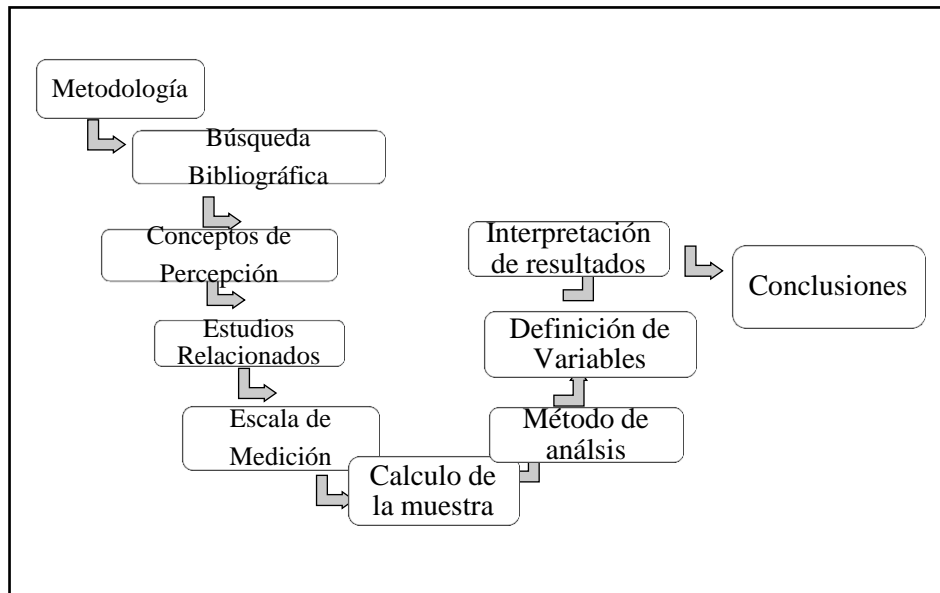 Metodología
Búsqueda
Bibliográfica
Conceptos de
Percepción
Estudios
Relacionados
Escala de
Medición
Calculo de
la muestra
Método de
análsis
Definición de
Variables
Interpretación
de resultados
Conclusiones